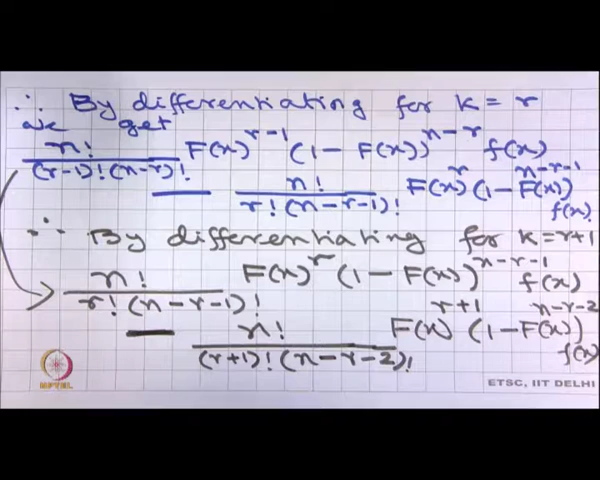 ∴ By differentiating for K = r
we get
n! / (r-1)!(n-r)! F(x)^{r-1} (1 - F(x))^{n-r} f(x)
— n! / r!(n-r-1)! F(x)^r (1-F(x))^{n-r-1} f(x)
∴ By differentiating for K=r+1
n! / r!(n-r-1)! F(x)^r (1-F(x))^{n-r-1} f(x)
— n! / (r+1)!(n-r-2)! F(x)^{r+1} (1-F(x))^{n-r-2} f(x)
NPTEL
ETSC, IIT DELHI